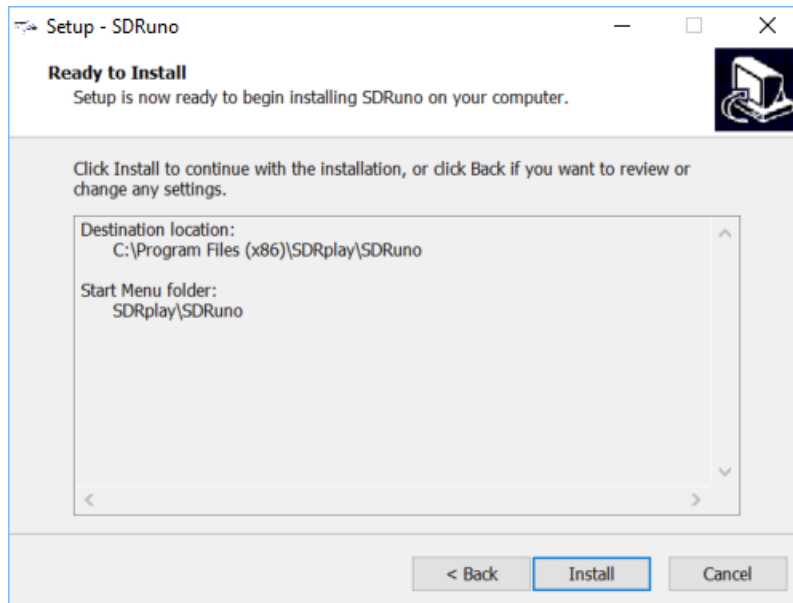 Setup - SDRuno
Ready to Install
Setup is now ready to begin installing SDRuno on your computer.
Click Install to continue with the installation, or click Back if you want to review or
change any settings.
Destination location:
C:\Program Files (x86)\SDRplay\SDRuno
Start Menu folder:
SDRplay\SDRuno
< Back
Install
Cancel